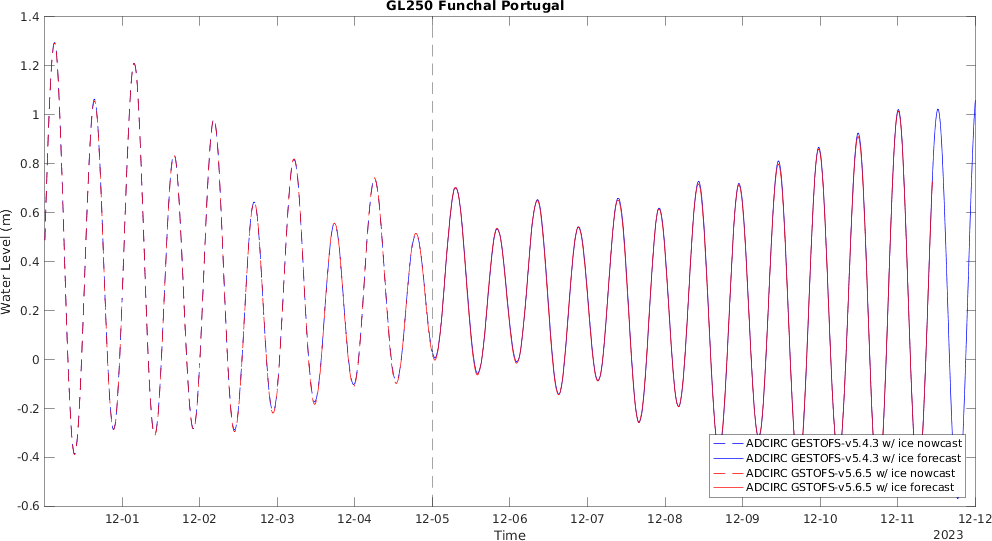 GL250 Funchal Portugal
1.4
1.2
1
0.8
0.6
0.4
0.2
0
-0.2
-0.4
-0.6
Water Level (m)
ADCIRC GESTOFS-v5.4.3 w/ ice nowcast
ADCIRC GESTOFS-v5.4.3 w/ ice forecast
ADCIRC GSTOFS-v5.6.5 w/ ice nowcast
ADCIRC GSTOFS-v5.6.5 w/ ice forecast
12-01 12-02 12-03 12-04 12-05 12-06 12-07 12-08 12-09 12-10 12-11 12-12
Time
2023